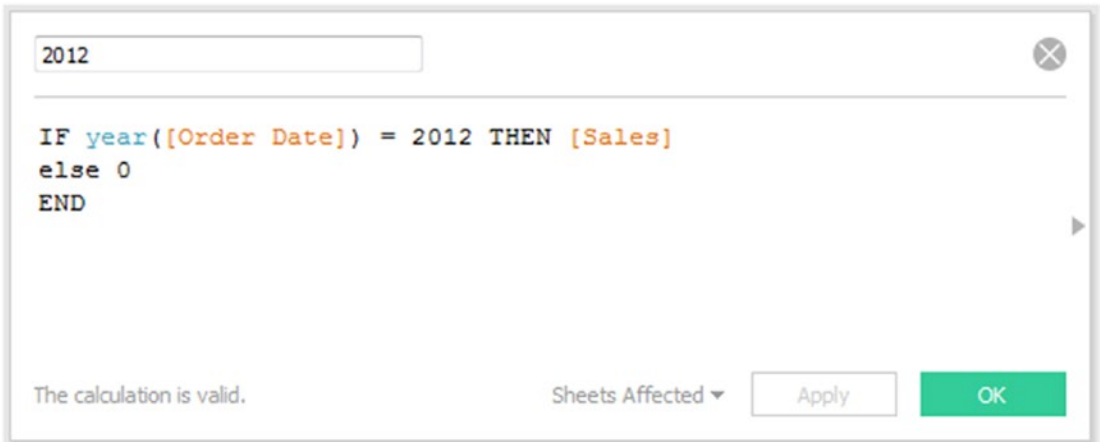 2012
IF year([Order Date]) = 2012 THEN [Sales]
else 0
END
The calculation is valid.
Sheets Affected
Apply
OK